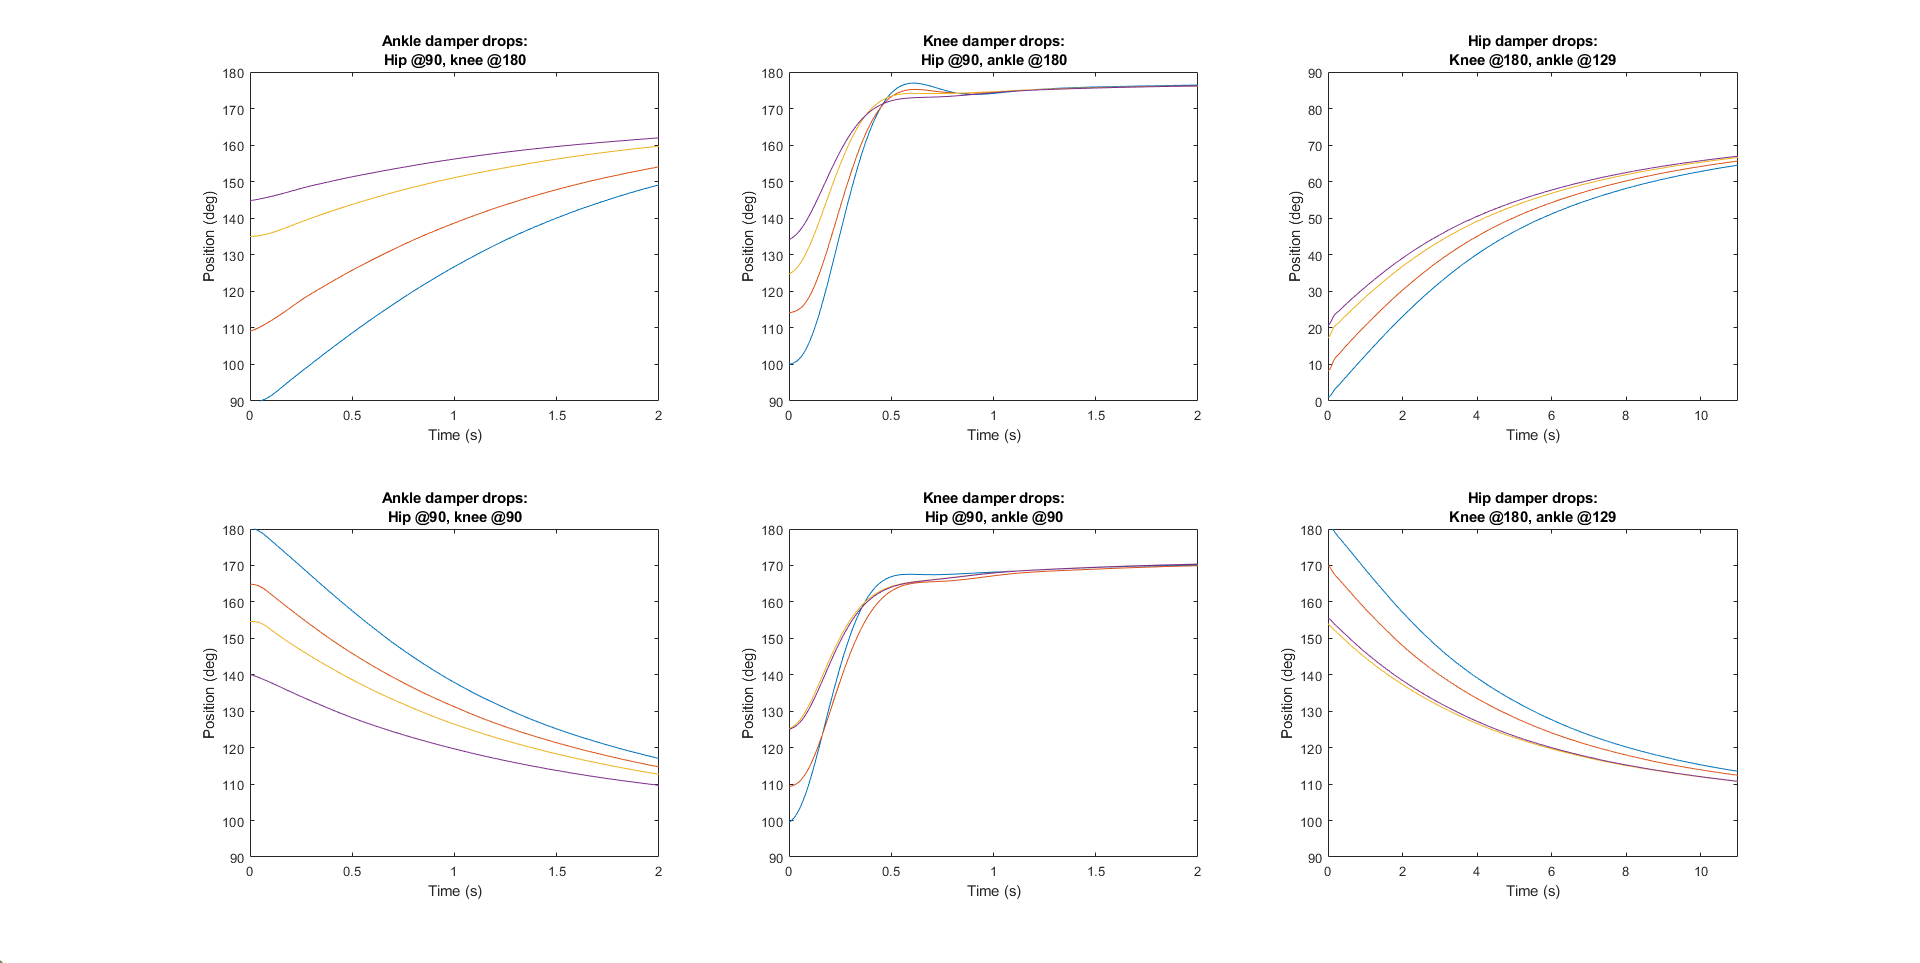 Ankle damper drops:
Hip @90, knee @180
180
170
160
150
140
130
120
110
100
90
Position (deg)
0 0.5 1 1.5 2
Time (s)
Knee damper drops:
Hip @90, ankle @180
180
170
160
150
140
130
120
110
100
90
Position (deg)
0 0.5 1 1.5 2
Time (s)
Hip damper drops:
Knee @180, ankle @129
90
80
70
60
50
40
30
20
10
0
Position (deg)
0 2 4 6 8 10
Time (s)
Ankle damper drops:
Hip @90, knee @90
180
170
160
150
140
130
120
110
100
90
Position (deg)
0 0.5 1 1.5 2
Time (s)
Knee damper drops:
Hip @90, ankle @90
180
170
160
150
140
130
120
110
100
90
Position (deg)
0 0.5 1 1.5 2
Time (s)
Hip damper drops:
Knee @180, ankle @129
180
170
160
150
140
130
120
110
100
90
Position (deg)
0 2 4 6 8 10
Time (s)